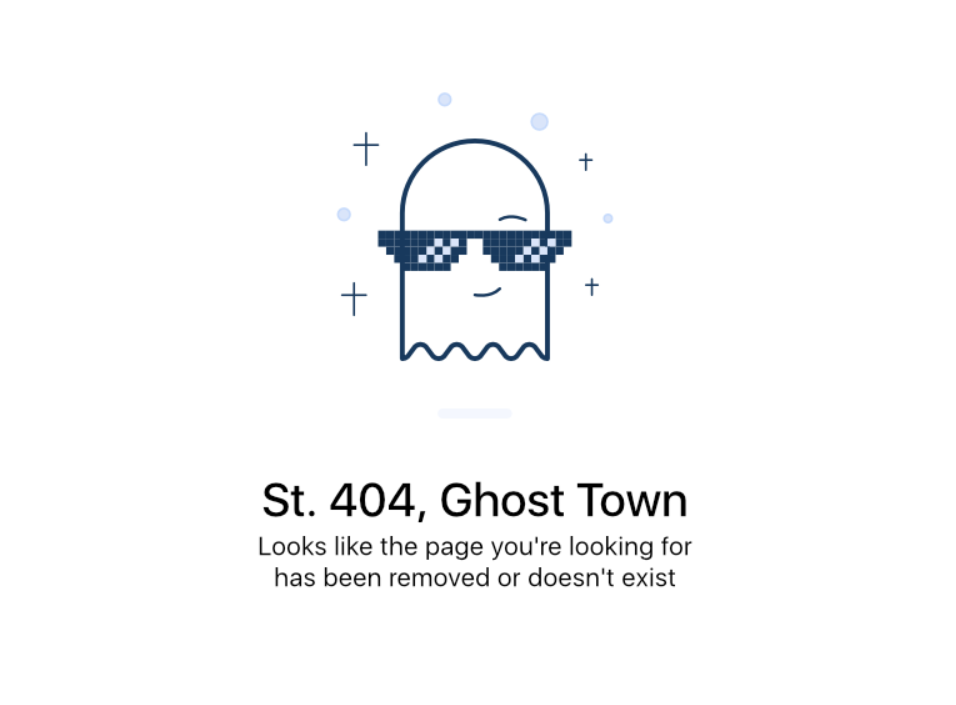 St. 404, Ghost Town
Looks like the page you're looking for
has been removed or doesn't exist